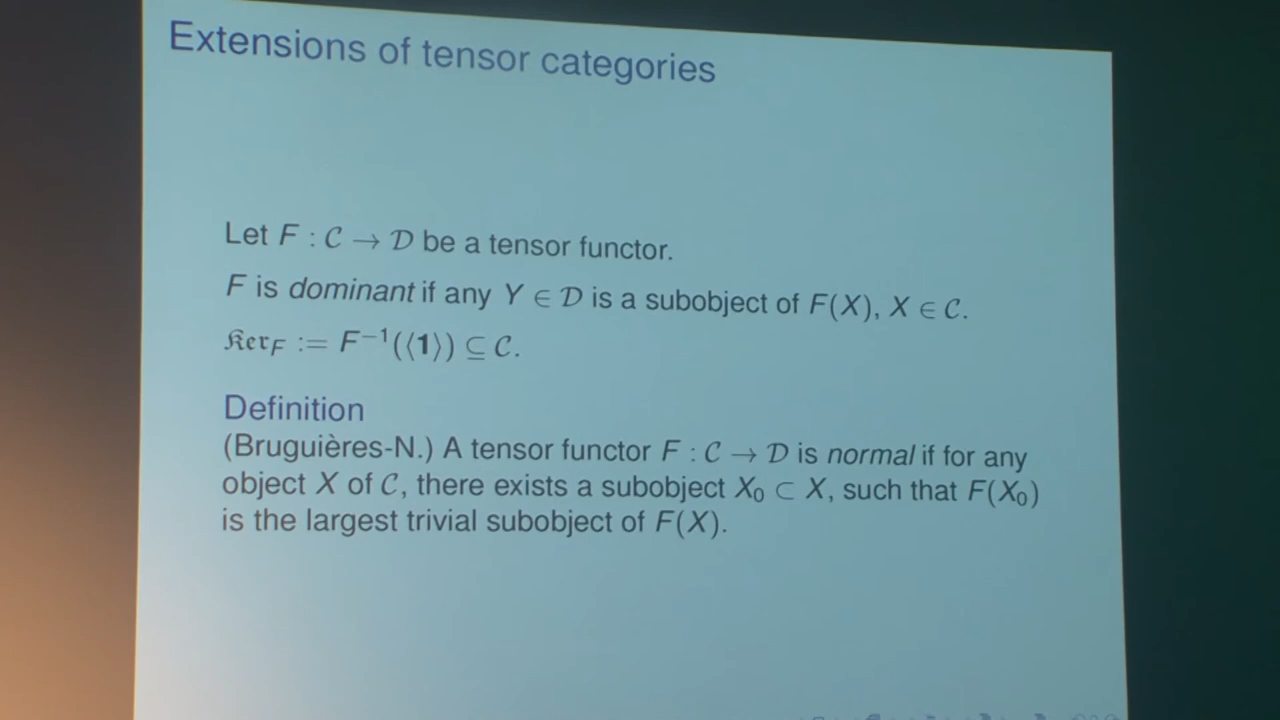 Extensions of tensor categories
Let F : 𝒞 → 𝒟 be a tensor functor.
F is dominant if any Y ∈ 𝒟 is a subobject of F(X), X ∈ 𝒞.
𝔎𝔢𝔯_F := F⁻¹(⟨1⟩) ⊆ 𝒞.
Definition
(Bruguières-N.) A tensor functor F : 𝒞 → 𝒟 is normal if for any
object X of 𝒞, there exists a subobject X₀ ⊂ X, such that F(X₀)
is the largest trivial subobject of F(X).